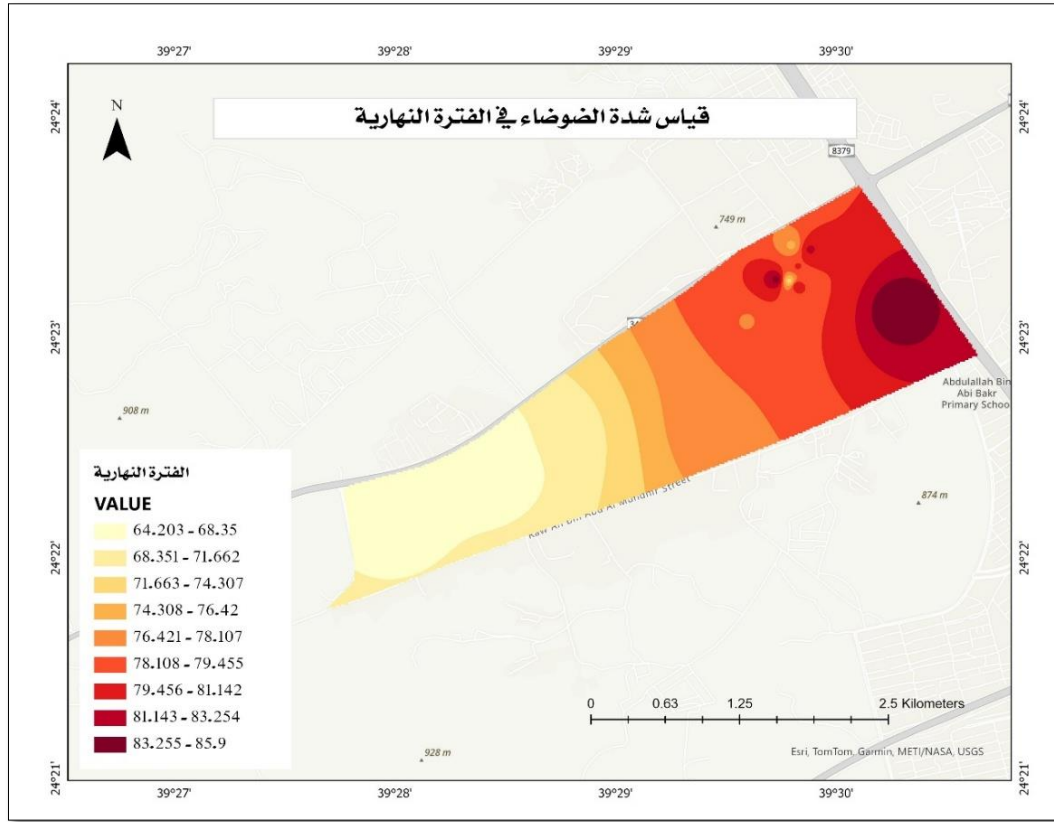 39°27' 39°28' 39°29' 39°30'
24°24' 24°24'
N
قياس شدة الضوضاء في الفترة النهارية
8379
749 m
24°23' 24°23'
34
Abdulallah Bin
Abi Bakr
Primary School
908 m
874 m
Abd Al Muhdhir Street
24°22' 24°22'
الفترة النهارية
VALUE
64.203 - 68.35
68.351 - 71.662
71.663 - 74.307
74.308 - 76.42
76.421 - 78.107
78.108 - 79.455
79.456 - 81.142
81.143 - 83.254
83.255 - 85.9
0 0.63 1.25 2.5 Kilometers
928 m
Esri, TomTom, Garmin, METI/NASA, USGS
24°21' 24°21'
39°27' 39°28' 39°29' 39°30'